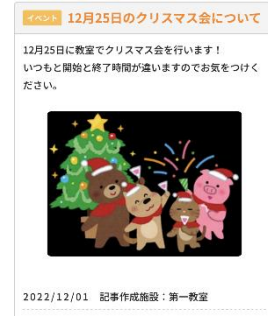 イベント 12月25日のクリスマス会について
12月25日に教室でクリスマス会を行います！
いつもと開始と終了時間が違いますのでお気をつけく
ださい。
2022/12/01 記事作成施設：第一教室